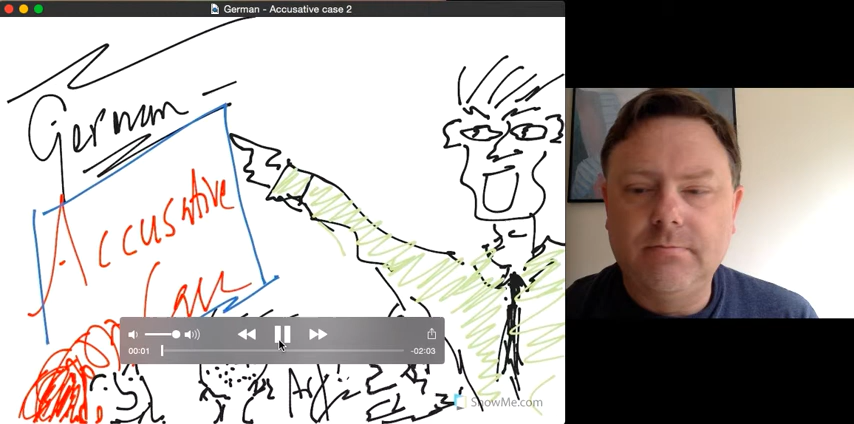 German - Accusative case 2
German
Accusative
Case
00:01
-02:03
ShowMe.com